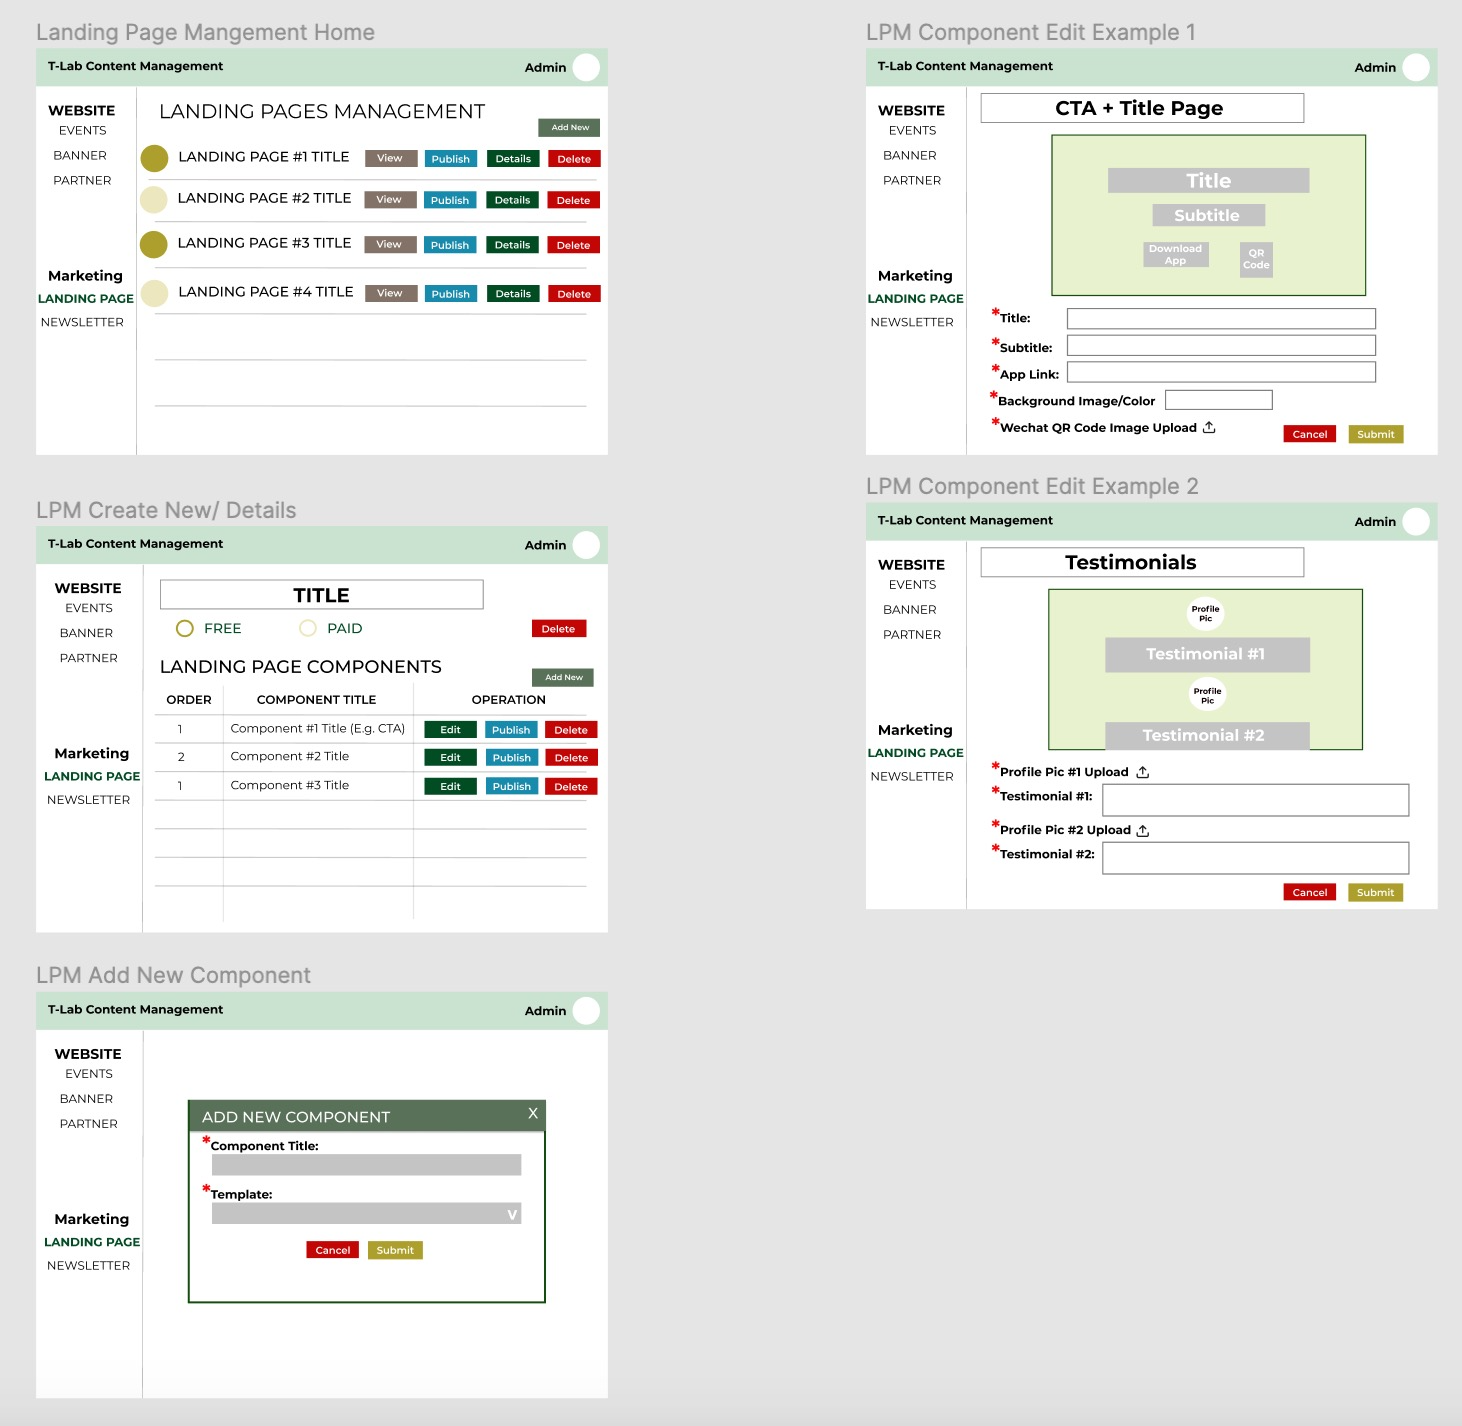 Landing Page Mangement Home
T-Lab Content Management
Admin
WEBSITE
EVENTS
BANNER
PARTNER
Marketing
LANDING PAGE
NEWSLETTER
LANDING PAGES MANAGEMENT
Add New
LANDING PAGE #1 TITLE View Publish Details Delete
LANDING PAGE #2 TITLE View Publish Details Delete
LANDING PAGE #3 TITLE View Publish Details Delete
LANDING PAGE #4 TITLE View Publish Details Delete
LPM Create New/ Details
T-Lab Content Management
Admin
WEBSITE
EVENTS
BANNER
PARTNER
Marketing
LANDING PAGE
NEWSLETTER
TITLE
FREE PAID Delete
LANDING PAGE COMPONENTS
Add New
ORDER COMPONENT TITLE OPERATION
1 Component #1 Title (E.g. CTA) Edit Publish Delete
2 Component #2 Title Edit Publish Delete
1 Component #3 Title Edit Publish Delete
LPM Add New Component
T-Lab Content Management
Admin
WEBSITE
EVENTS
BANNER
PARTNER
Marketing
LANDING PAGE
NEWSLETTER
ADD NEW COMPONENT X
*Component Title:
*Template:
V
Cancel Submit
LPM Component Edit Example 1
T-Lab Content Management
Admin
WEBSITE
EVENTS
BANNER
PARTNER
Marketing
LANDING PAGE
NEWSLETTER
CTA + Title Page
Title
Subtitle
Download
App
QR
Code
*Title:
*Subtitle:
*App Link:
*Background Image/Color
*Wechat QR Code Image Upload
Cancel Submit
LPM Component Edit Example 2
T-Lab Content Management
Admin
WEBSITE
EVENTS
BANNER
PARTNER
Marketing
LANDING PAGE
NEWSLETTER
Testimonials
Profile
Pic
Testimonial #1
Profile
Pic
Testimonial #2
*Profile Pic #1 Upload
*Testimonial #1:
*Profile Pic #2 Upload
*Testimonial #2:
Cancel Submit